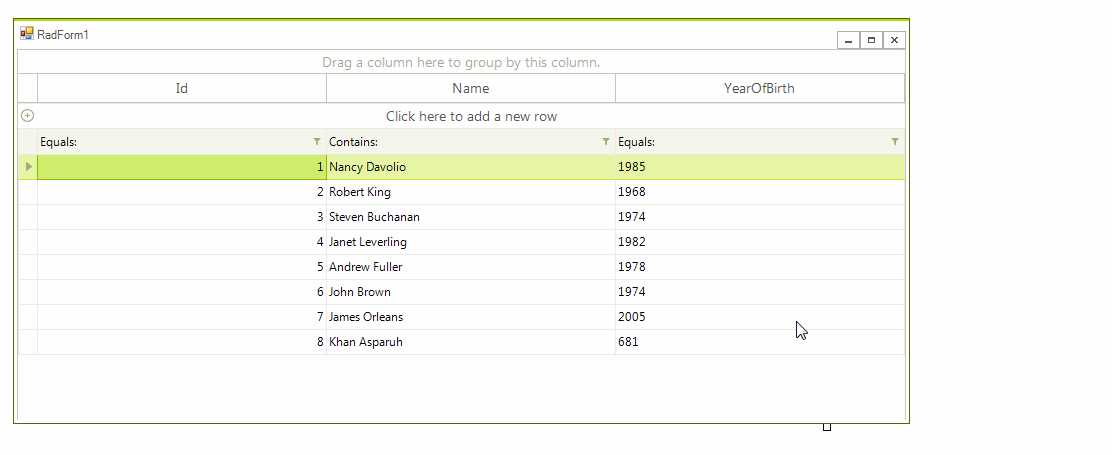 RadForm1
Drag a column here to group by this column.
Id Name YearOfBirth
Click here to add a new row
Equals: Contains: Equals:
1 Nancy Davolio 1985
2 Robert King 1968
3 Steven Buchanan 1974
4 Janet Leverling 1982
5 Andrew Fuller 1978
6 John Brown 1974
7 James Orleans 2005
8 Khan Asparuh 681